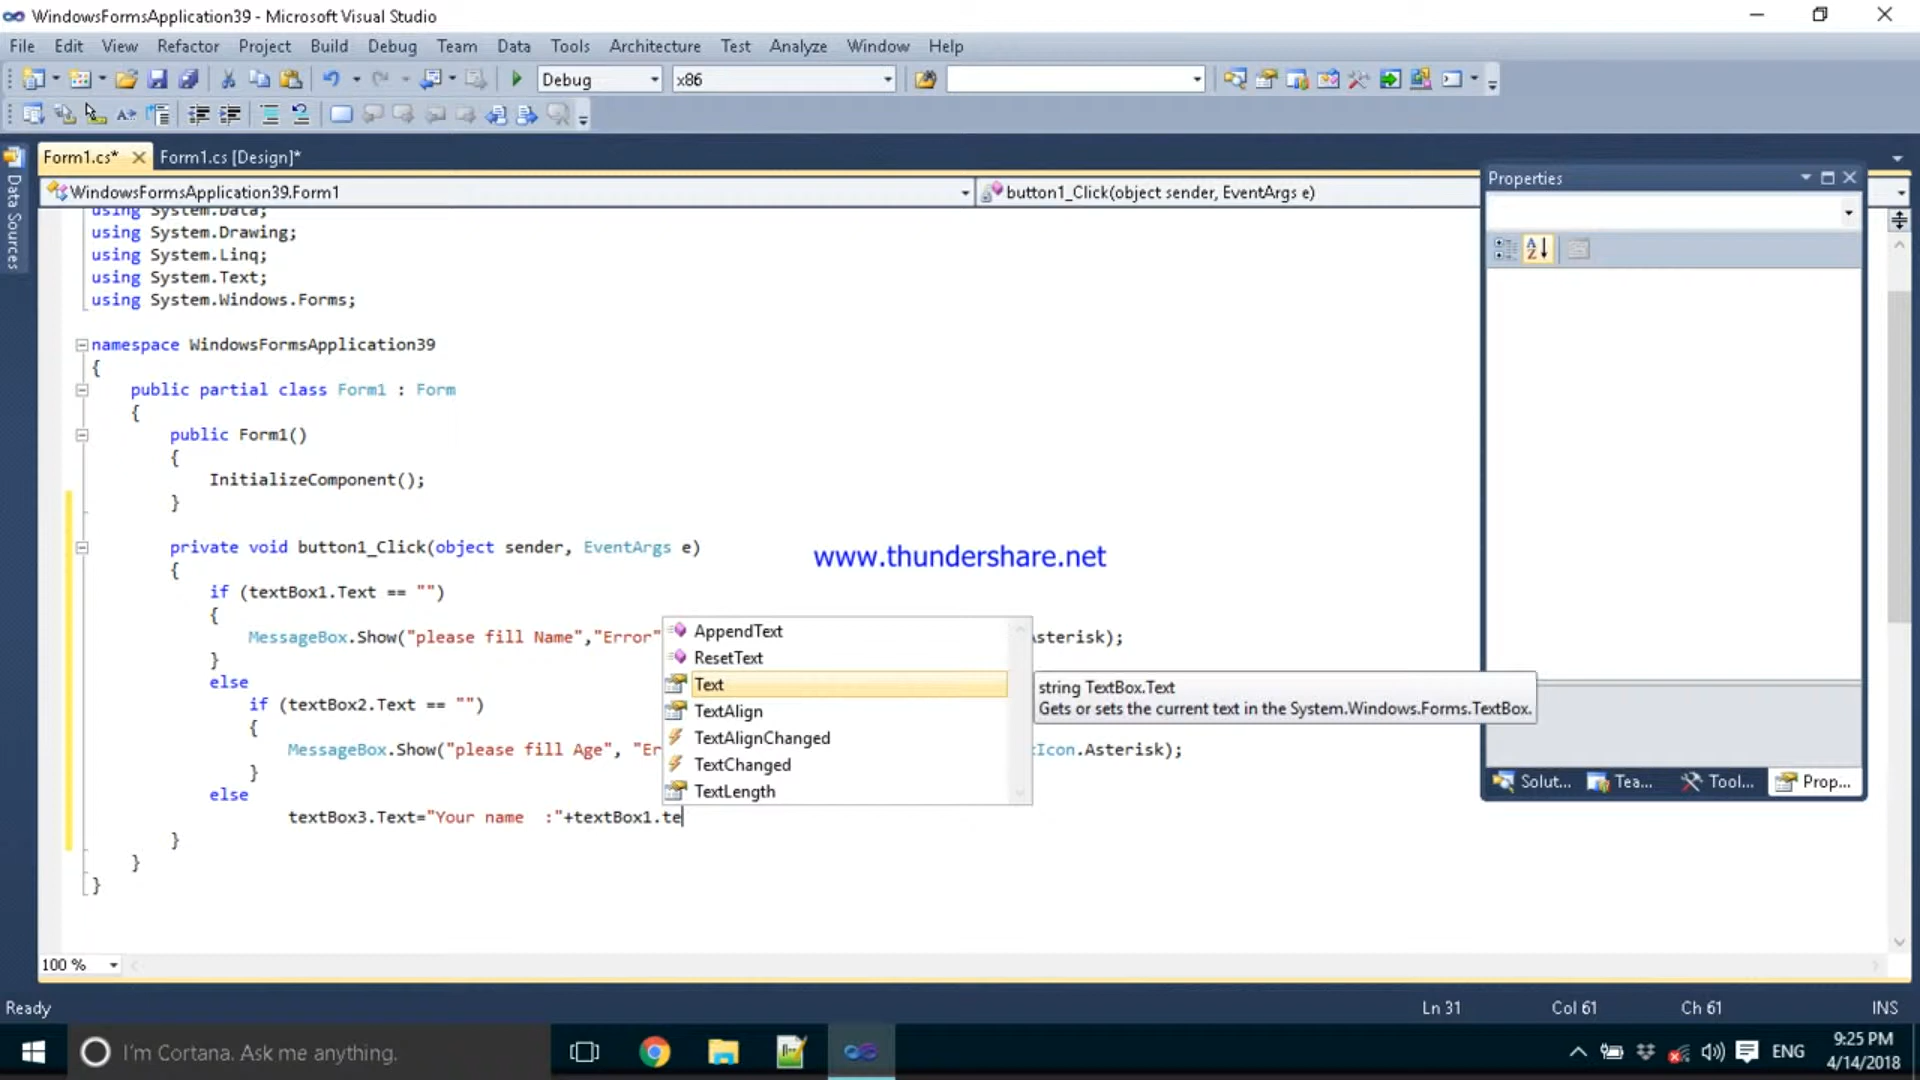 WindowsFormsApplication39 - Microsoft Visual Studio
File Edit View Refactor Project Build Debug Team Data Tools Architecture Test Analyze Window Help
Debug x86
Form1.cs* Form1.cs [Design]*
Data Sources
WindowsFormsApplication39.Form1 button1_Click(object sender, EventArgs e)
Properties
using System.Data;
using System.Drawing;
using System.Linq;
using System.Text;
using System.Windows.Forms;
namespace WindowsFormsApplication39
{
public partial class Form1 : Form
{
public Form1()
{
InitializeComponent();
}
private void button1_Click(object sender, EventArgs e)
www.thundershare.net
{
if (textBox1.Text == "")
{
MessageBox.Show("please fill Name","Error" Asterisk);
}
else
if (textBox2.Text == "")
{
MessageBox.Show("please fill Age", "Er Icon.Asterisk);
}
else
textBox3.Text="Your name  :"+textBox1.te
}
}
}
AppendText
ResetText
Text
TextAlign
TextAlignChanged
TextChanged
TextLength
string TextBox.Text
Gets or sets the current text in the System.Windows.Forms.TextBox.
Solut... Tea... Tool... Prop...
100 %
Ready Ln 31 Col 61 Ch 61 INS
I'm Cortana. Ask me anything.
ENG
9:25 PM
4/14/2018